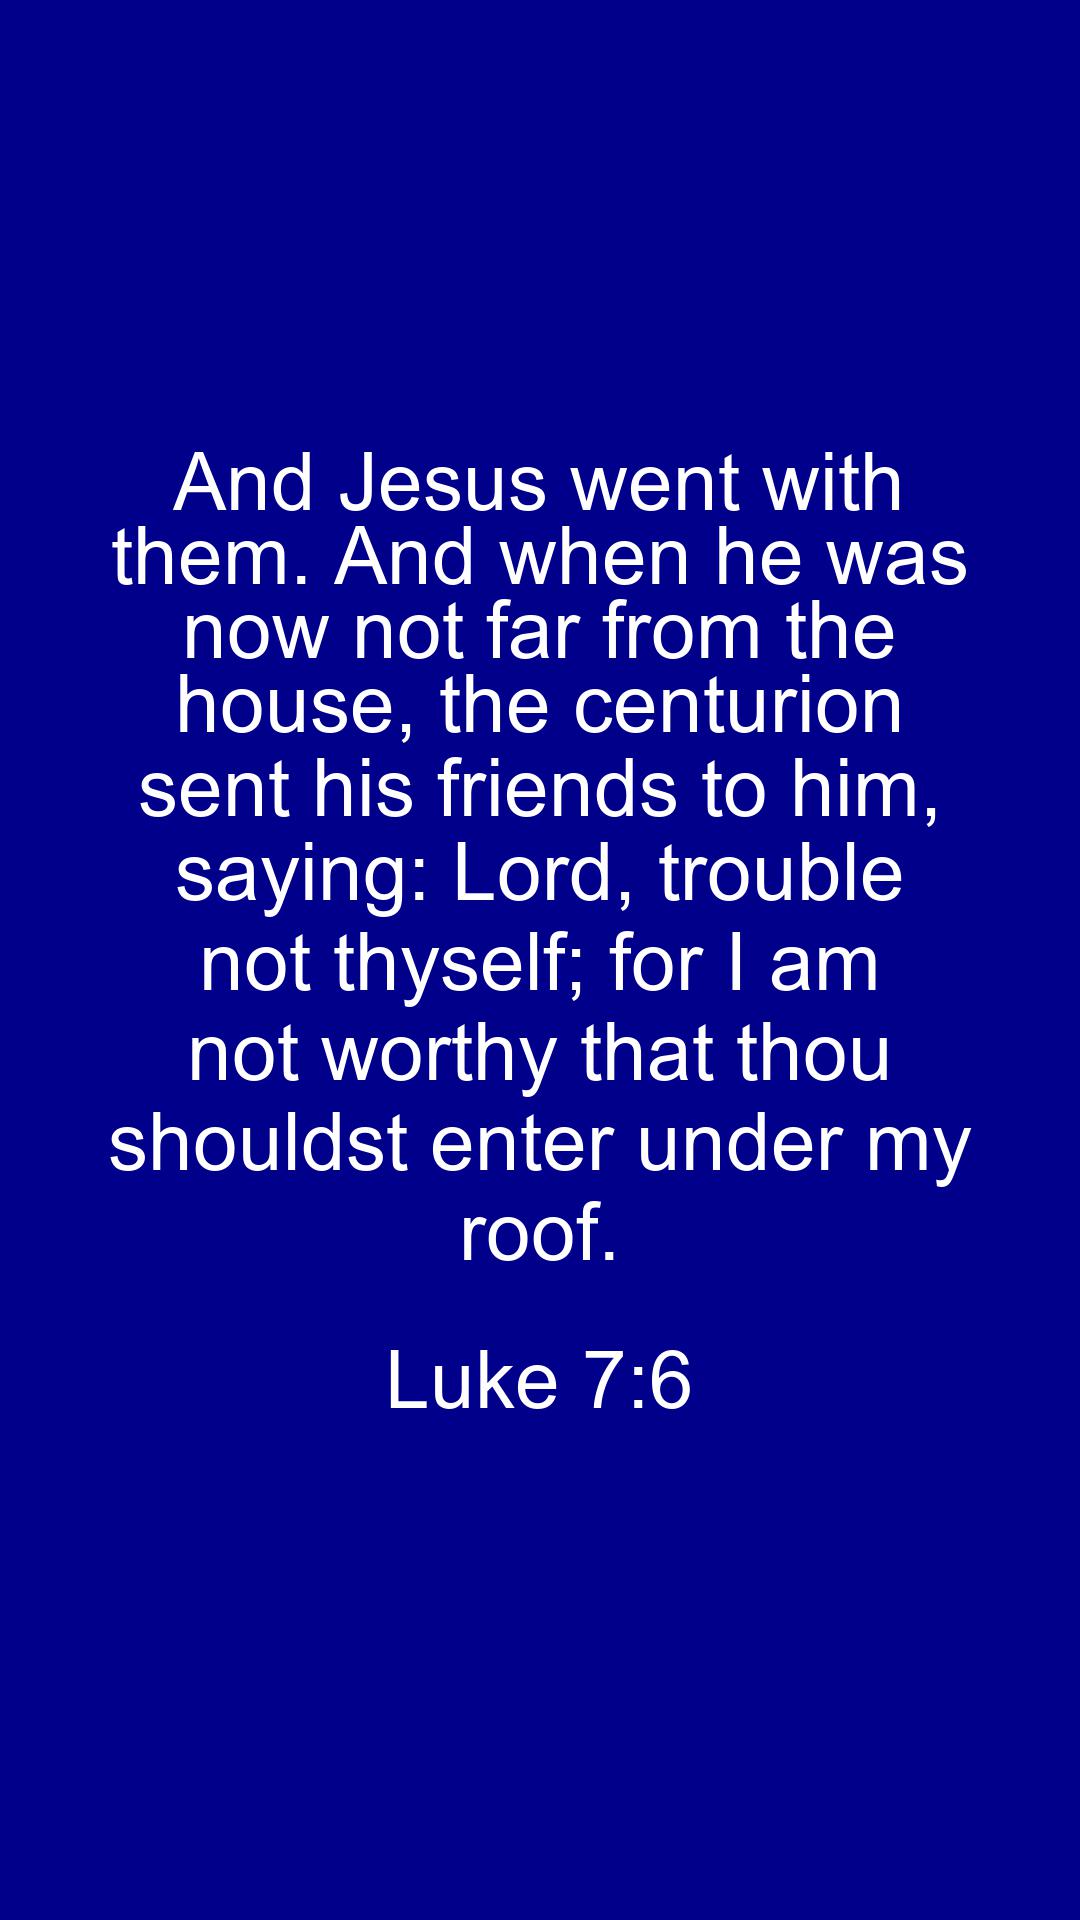 And Jesus went with
them. And when he was
now not far from the
house, the centurion
sent his friends to him,
saying: Lord, trouble
not thyself; for I am
not worthy that thou
shouldst enter under my
roof.
Luke 7:6